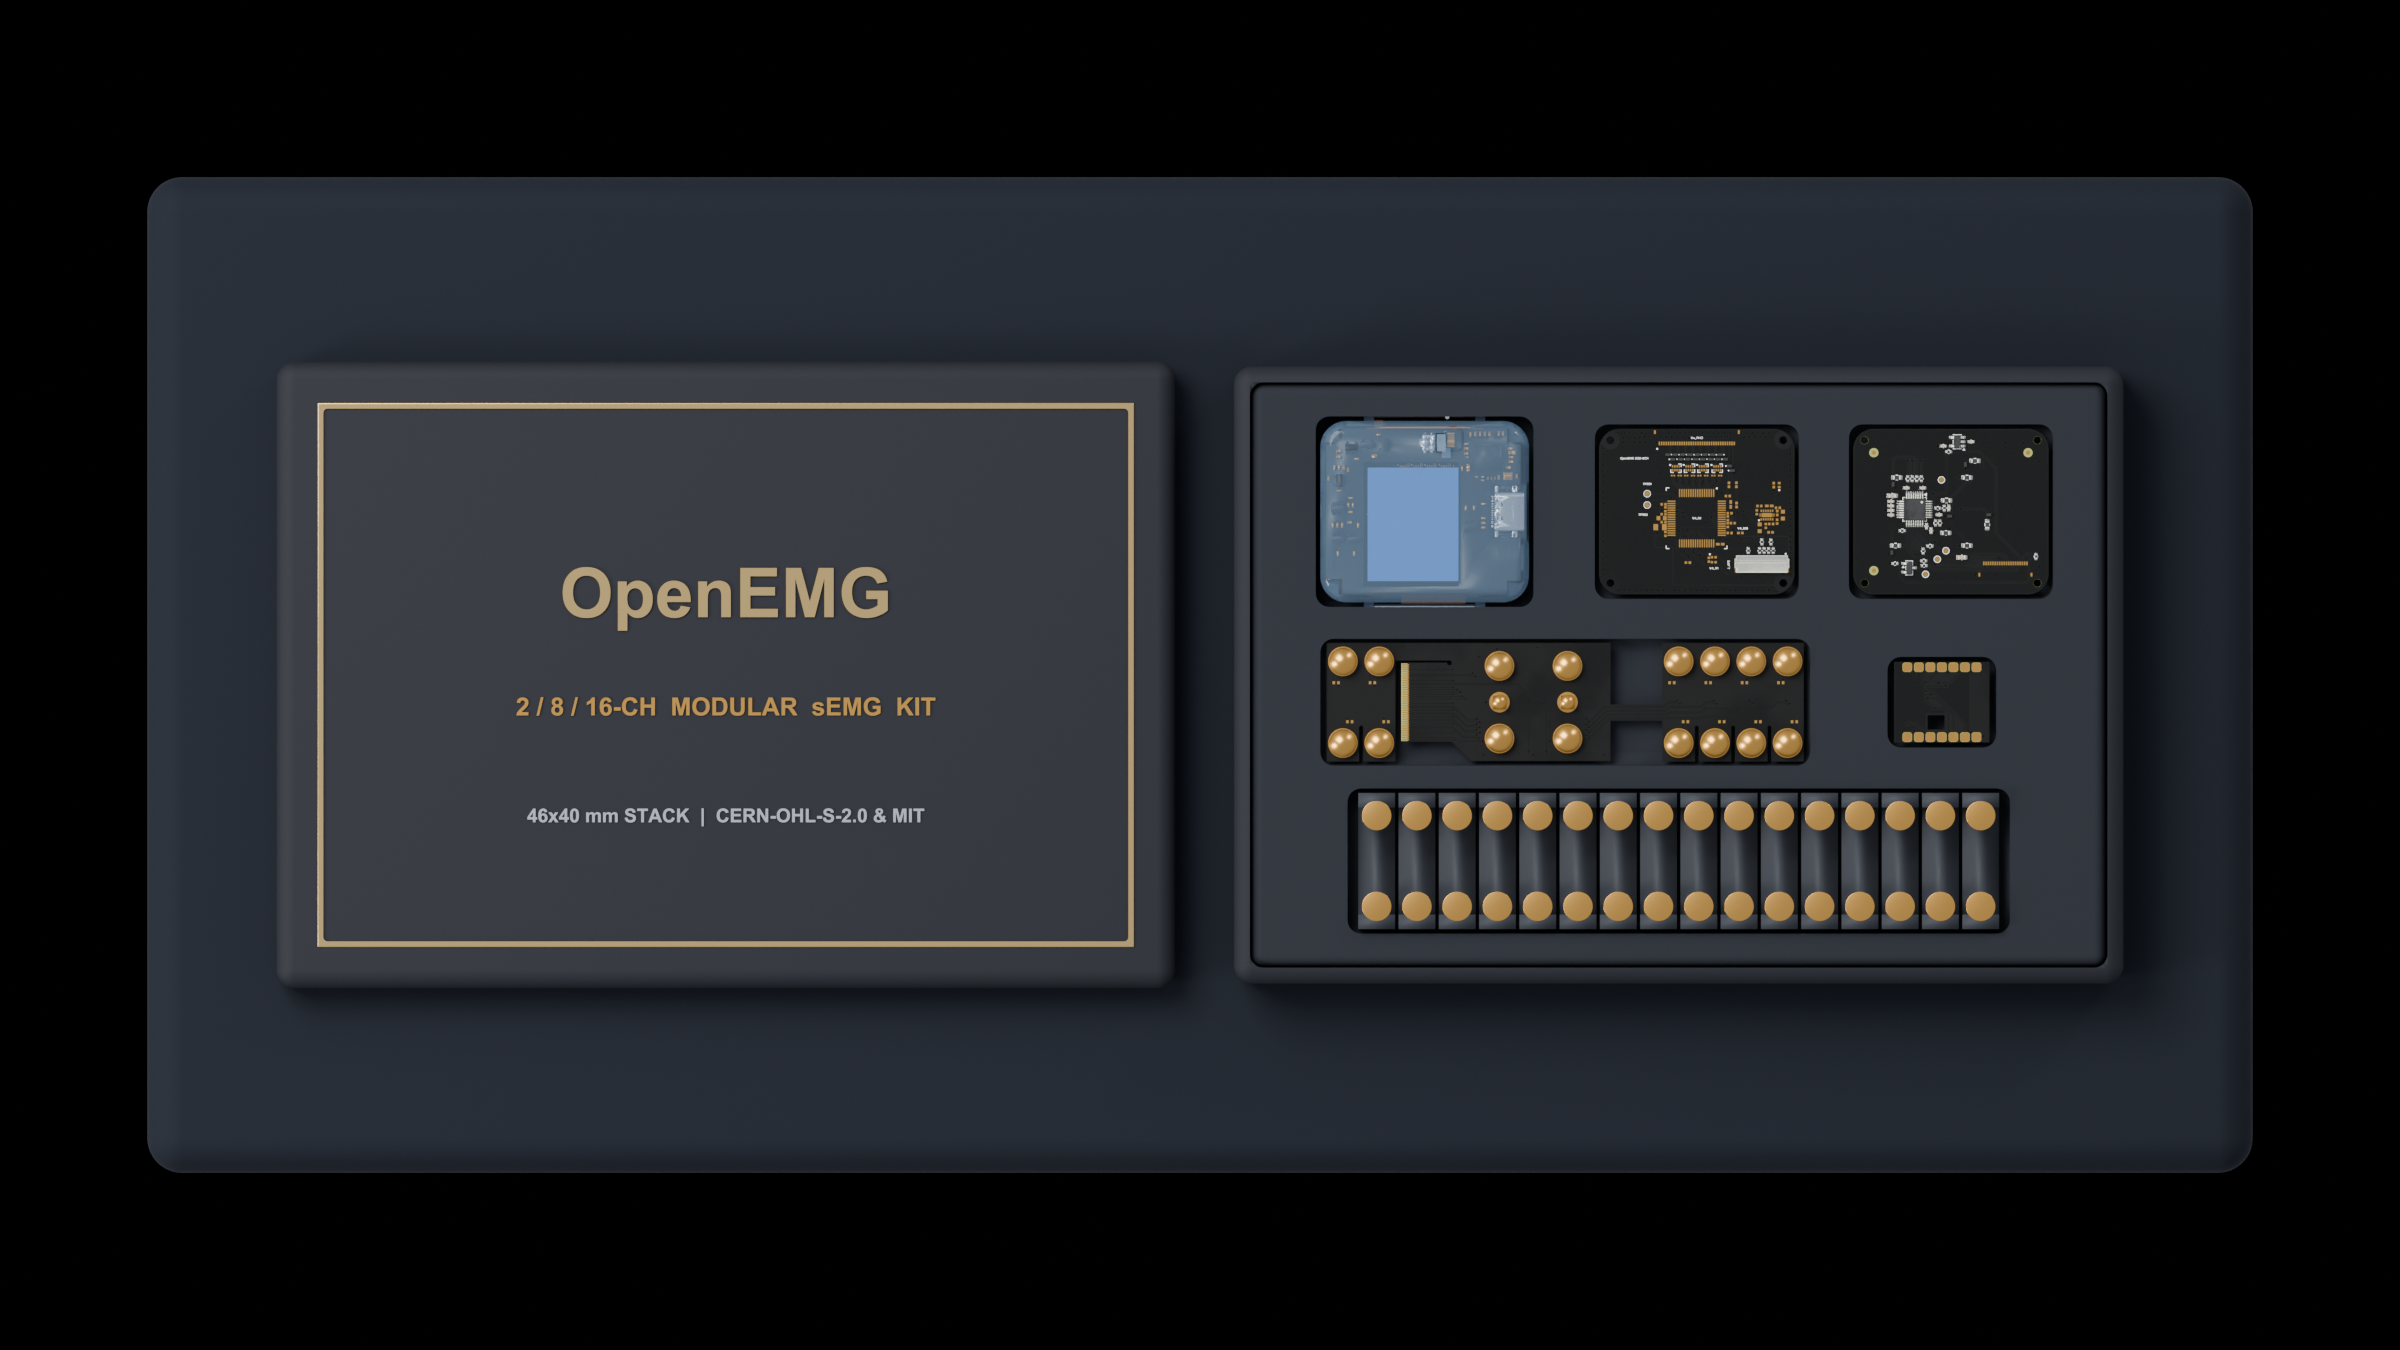 OpenEMG
2 / 8 / 16-CH MODULAR sEMG KIT
46x40 mm STACK | CERN-OHL-S-2.0 & MIT